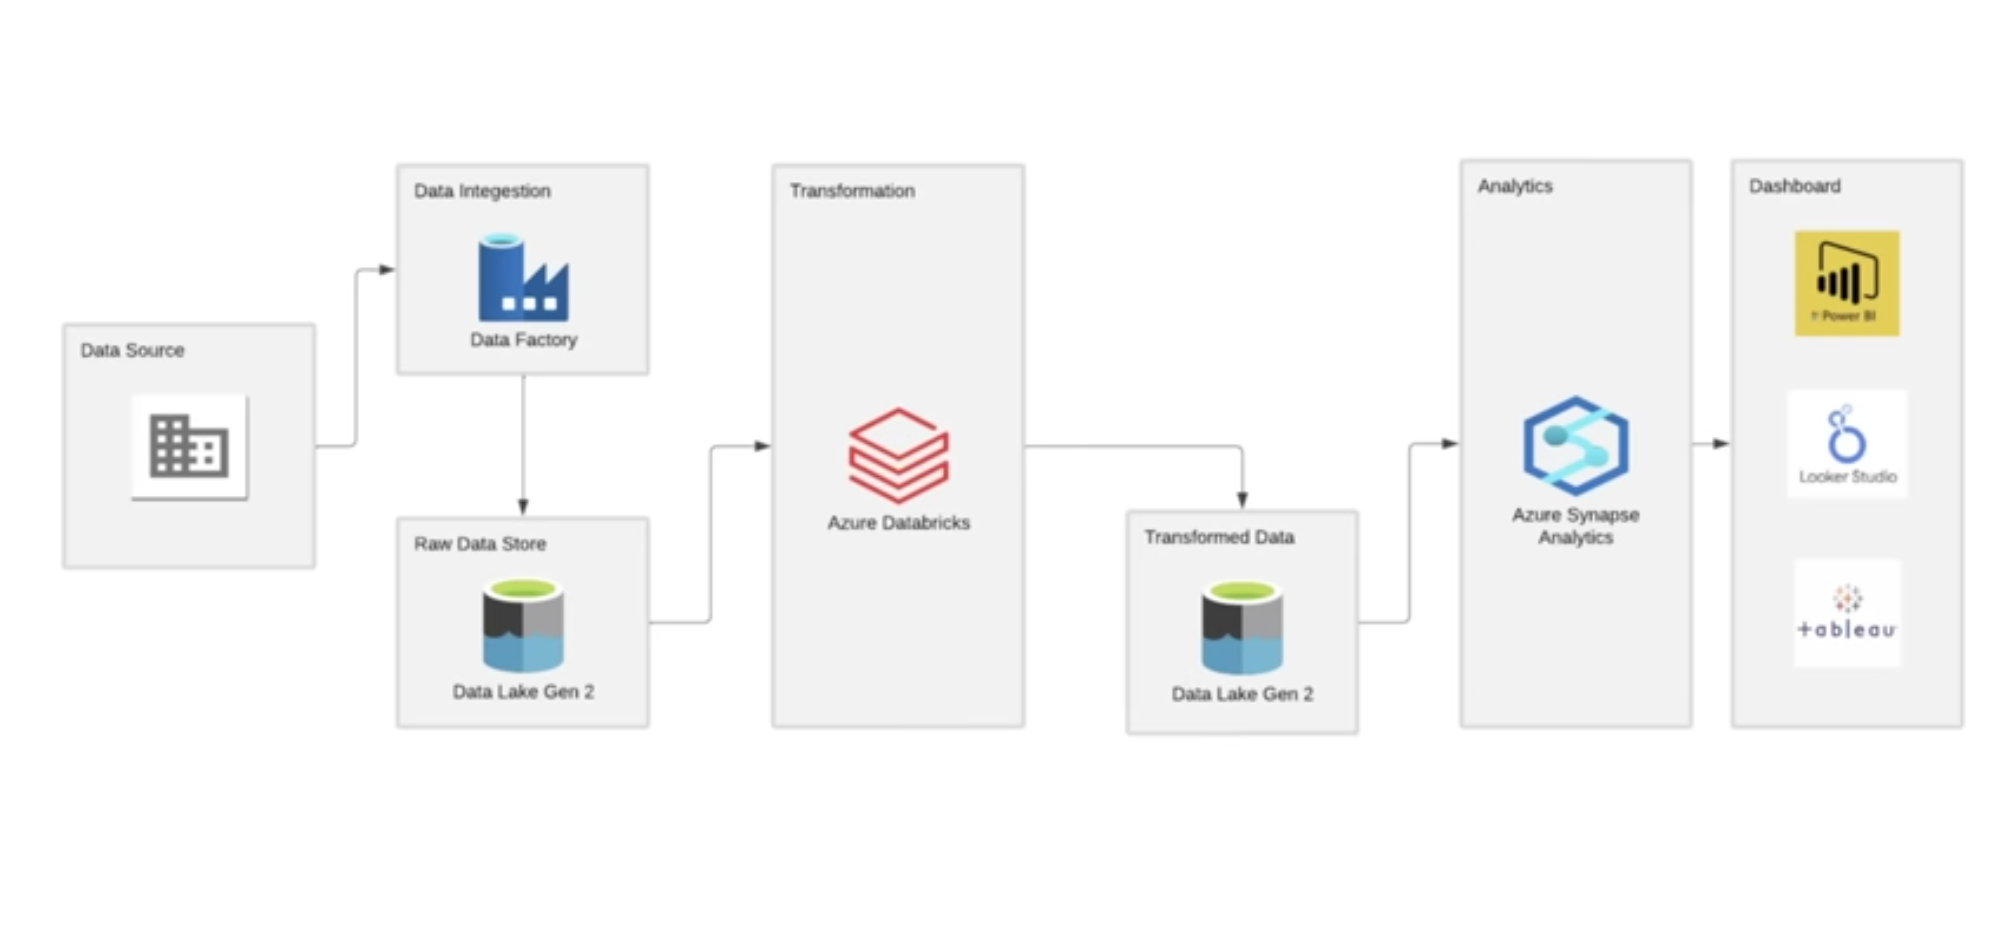 Data Source
Data Integestion
Data Factory
Raw Data Store
Data Lake Gen 2
Transformation
Azure Databricks
Transformed Data
Data Lake Gen 2
Analytics
Azure Synapse
Analytics
Dashboard
Power BI
Looker Studio
+ableau